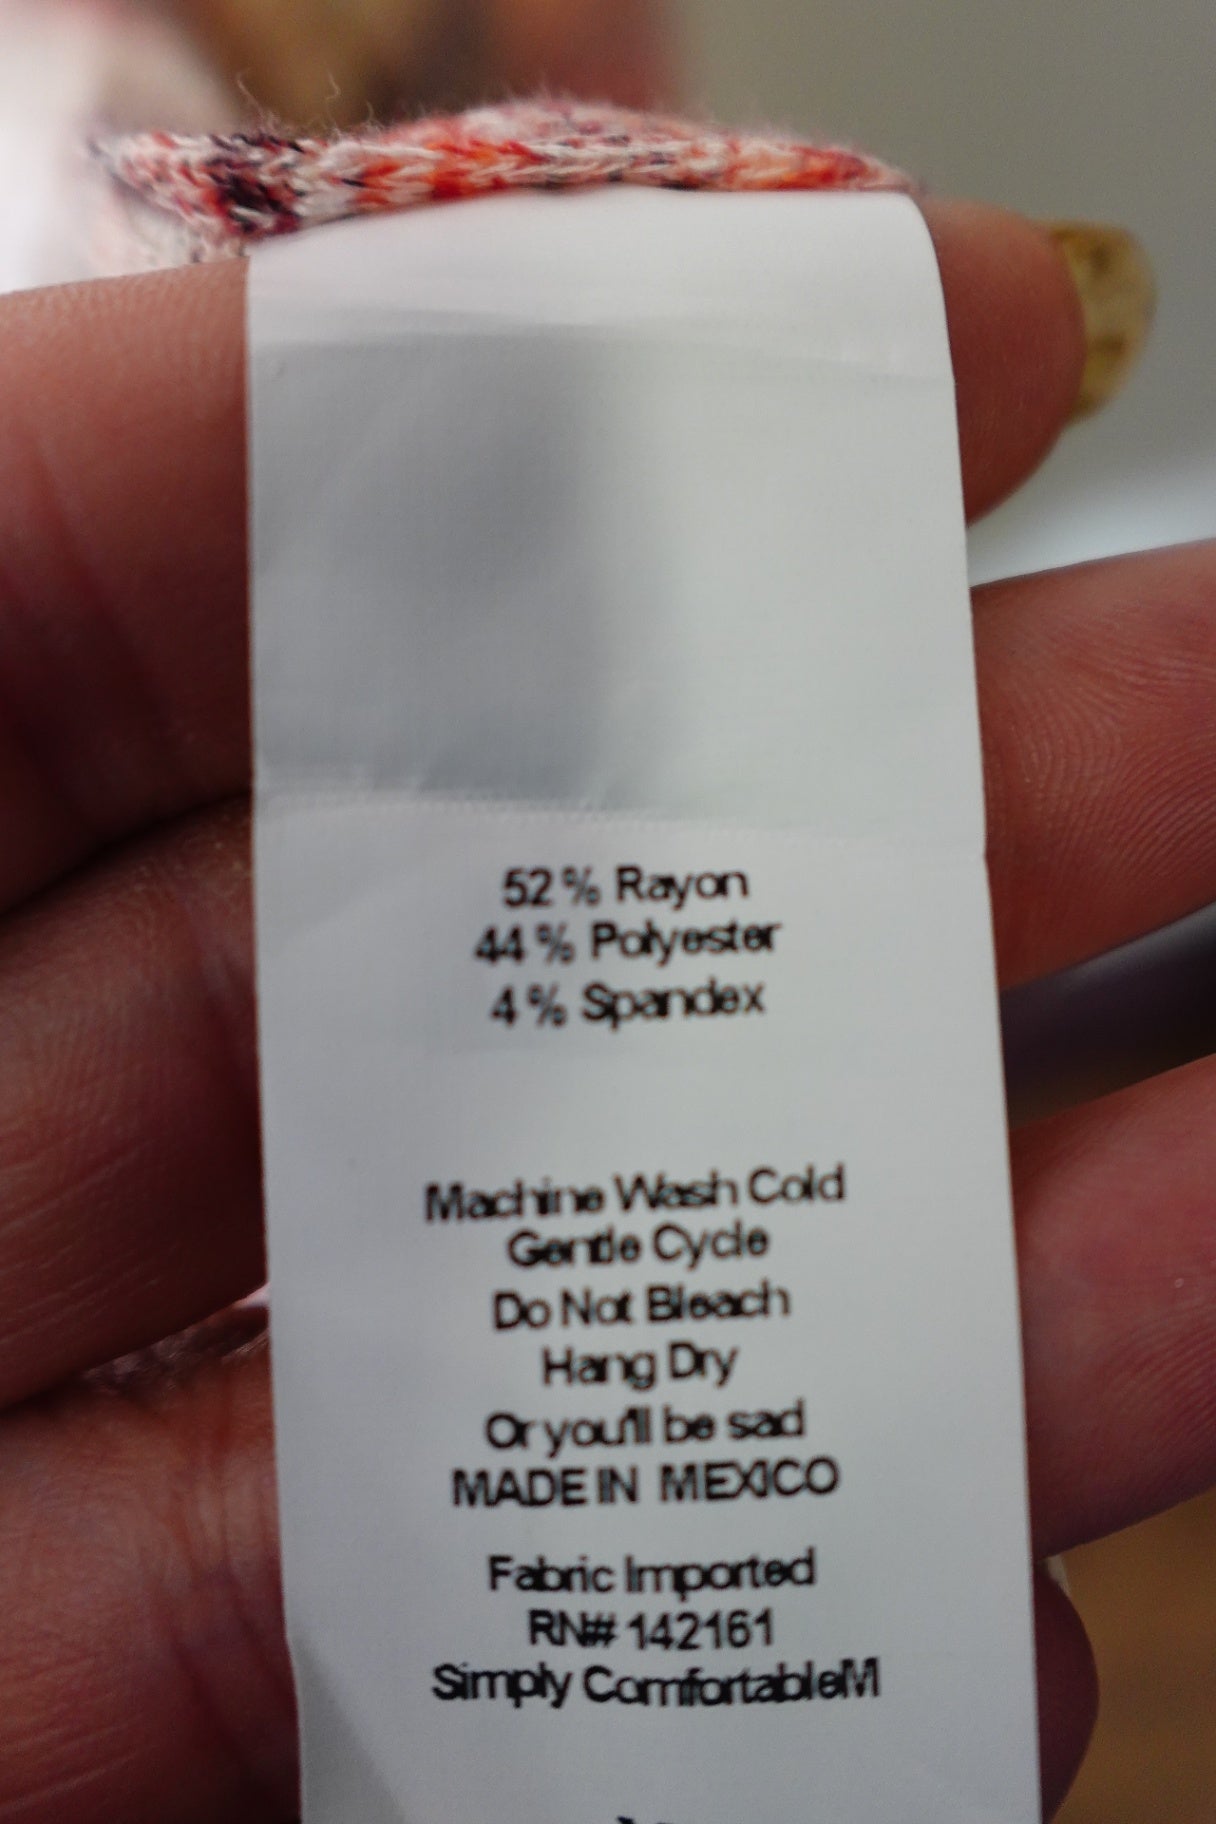 52% Rayon
44% Polyester
4% Spandex
Machine Wash Cold
Gentle Cycle
Do Not Bleach
Hang Dry
Or you'll be sad
MADE IN MEXICO
Fabric Imported
RN# 142161
Simply ComfortableM